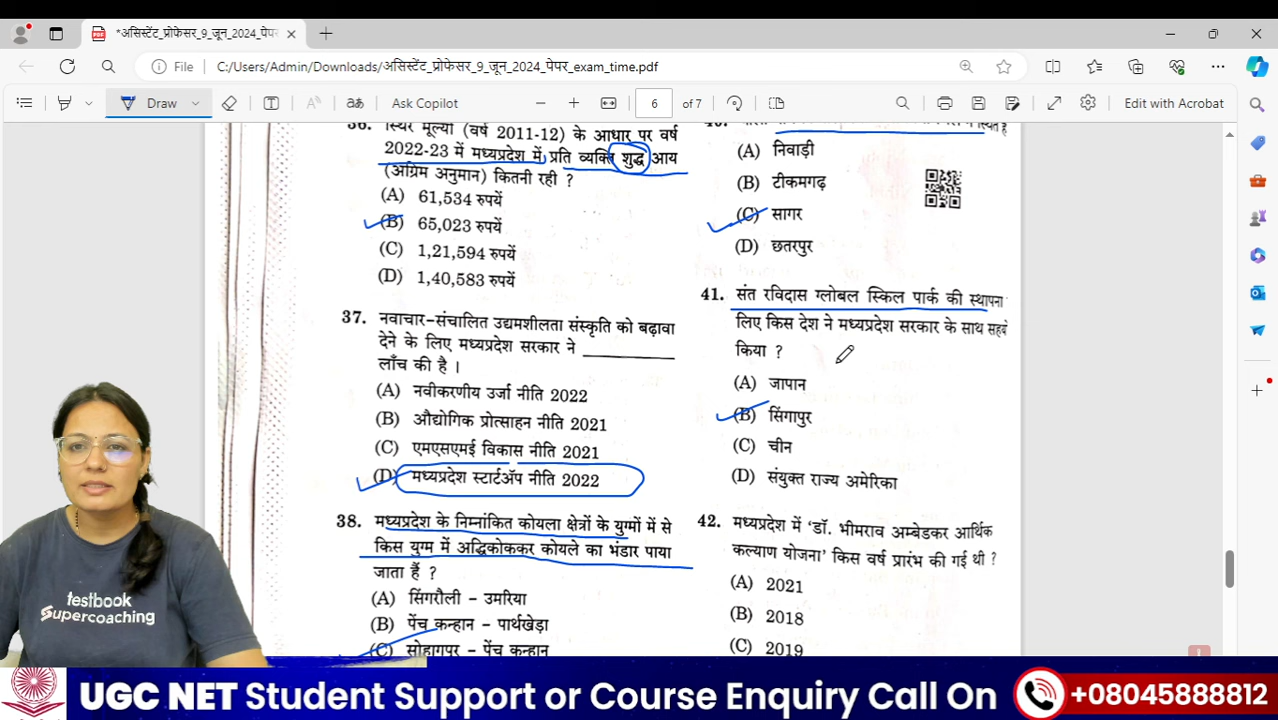 *असिस्टेंट_प्रोफेसर_9_जून_2024_पेपर
File C:/Users/Admin/Downloads/असिस्टेंट_प्रोफेसर_9_जून_2024_पेपर_exam_time.pdf
Draw
Ask Copilot
6 of 7
Edit with Acrobat
36. स्थिर मूल्यों (वर्ष 2011-12) के आधार पर वर्ष
2022-23 में मध्यप्रदेश में प्रति व्यक्ति शुद्ध आय
(अग्रिम अनुमान) कितनी रही ?
(A) 61,534 रुपयें
(B) 65,023 रुपयें
(C) 1,21,594 रुपयें
(D) 1,40,583 रुपयें
37. नवाचार-संचालित उद्यमशीलता संस्कृति को बढ़ावा
देने के लिए मध्यप्रदेश सरकार ने ________
लाँच की है ।
(A) नवीकरणीय उर्जा नीति 2022
(B) औद्योगिक प्रोत्साहन नीति 2021
(C) एमएसएमई विकास नीति 2021
(D) मध्यप्रदेश स्टार्टअॅप नीति 2022
38. मध्यप्रदेश के निम्नांकित कोयला क्षेत्रों के युग्मों में से
किस युग्म में अद्धिकोककर कोयले का भंडार पाया
जाता हैं ?
(A) सिंगरौली - उमरिया
(B) पेंच कन्हान - पार्थखेड़ा
(C) सोहागपुर - पेंच कन्हान
स्थित है
(A) निवाड़ी
(B) टीकमगढ़
(C) सागर
(D) छतरपुर
41. संत रविदास ग्लोबल स्किल पार्क की स्थापना
लिए किस देश ने मध्यप्रदेश सरकार के साथ
किया ?
(A) जापान
(B) सिंगापुर
(C) चीन
(D) संयुक्त राज्य अमेरिका
42. मध्यप्रदेश में 'डॉ. भीमराव अम्बेडकर आर्थिक
कल्याण योजना' किस वर्ष प्रारंभ की गई थी ?
(A) 2021
(B) 2018
(C) 2019
testbook
Supercoaching
UGC NET Student Support or Course Enquiry Call On +08045888812